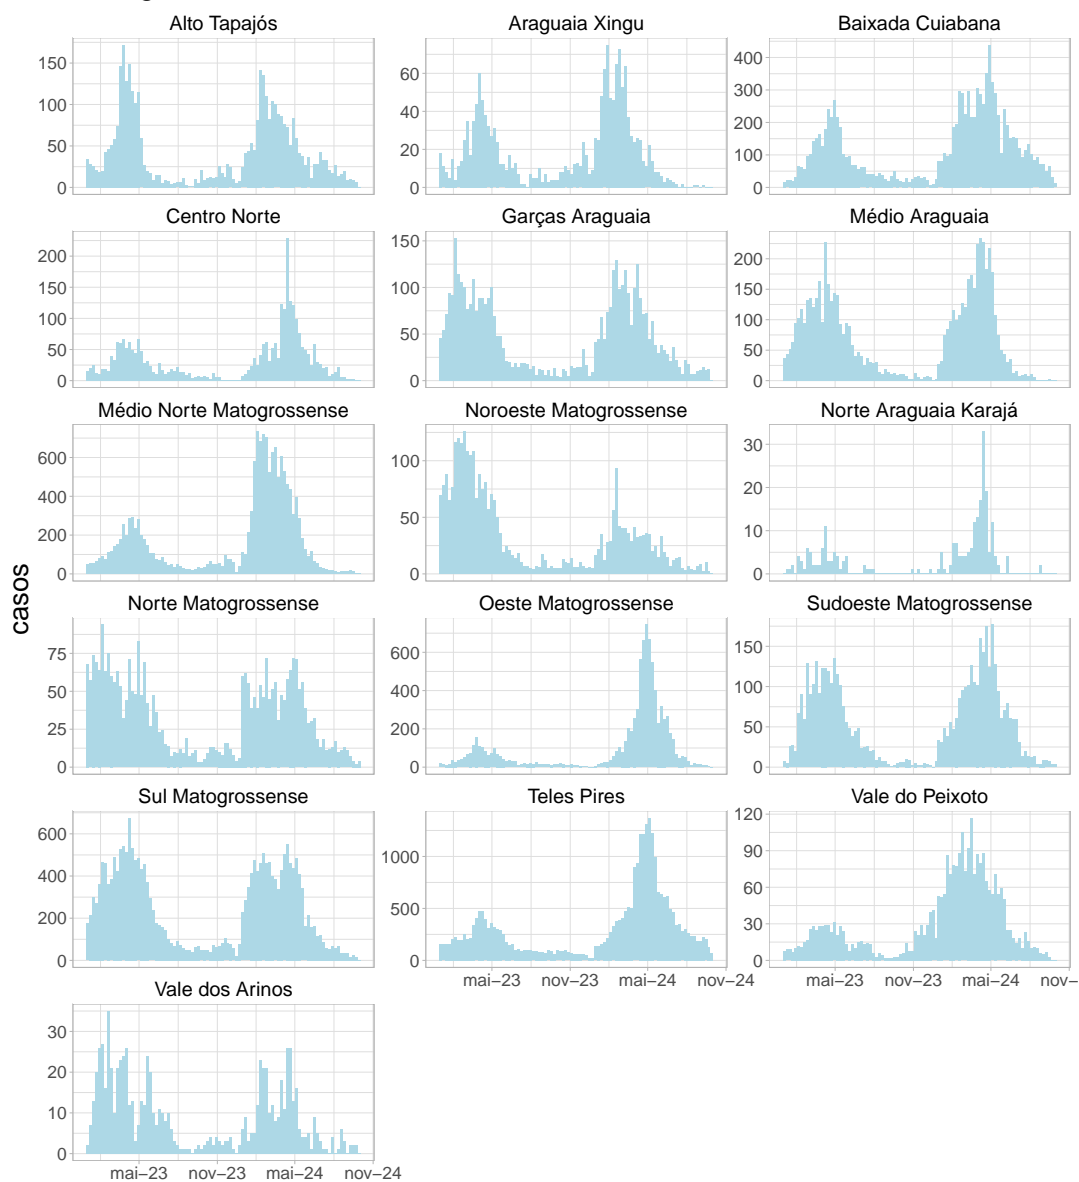 Alto Tapajós Araguaia Xingu Baixada Cuiabana
150 60 400
100 40 300
50 20 200
0 0 100
0
Centro Norte Garças Araguaia Médio Araguaia
200 150 200
150 100 150
100 50 100
50 0 50
0 0
Médio Norte Matogrossense Noroeste Matogrossense Norte Araguaia Karajá
600 100 30
400 50 20
200 0 10
0 0
casos
Norte Matogrossense Oeste Matogrossense Sudoeste Matogrossense
75 600 150
50 400 100
25 200 50
0 0 0
Sul Matogrossense Teles Pires Vale do Peixoto
600 1000 120
400 500 90
200 0 60
0 30
0
mai–23 nov–23 mai–24 nov–24 mai–23 nov–23 mai–24 nov–
Vale dos Arinos
30
20
10
0
mai–23 nov–23 mai–24 nov–24